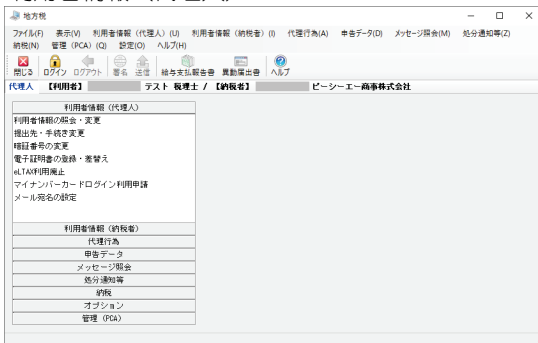 地方税
ファイル(F) 表示(V) 利用者情報（代理人）(U) 利用者情報（納税者）(I) 代理行為(A) 申告データ(D) メッセージ照会(M) 処分通知等(Z)
納税(N) 管理（PCA）(Q) 設定(O) ヘルプ(H)
閉じる ログイン ログアウト 署名 送信 給与支払報告書 異動届出書 ヘルプ
代理人 【利用者】 テスト 税理士 / 【納税者】 ピーシーエー商事株式会社
利用者情報（代理人）
利用者情報の照会・変更
提出先・手続き変更
暗証番号の変更
電子証明書の登録・差替え
eLTAX利用廃止
マイナンバーカードログイン利用申請
メール宛名の設定
利用者情報（納税者）
代理行為
申告データ
メッセージ照会
処分通知等
納税
オプション
管理（PCA）